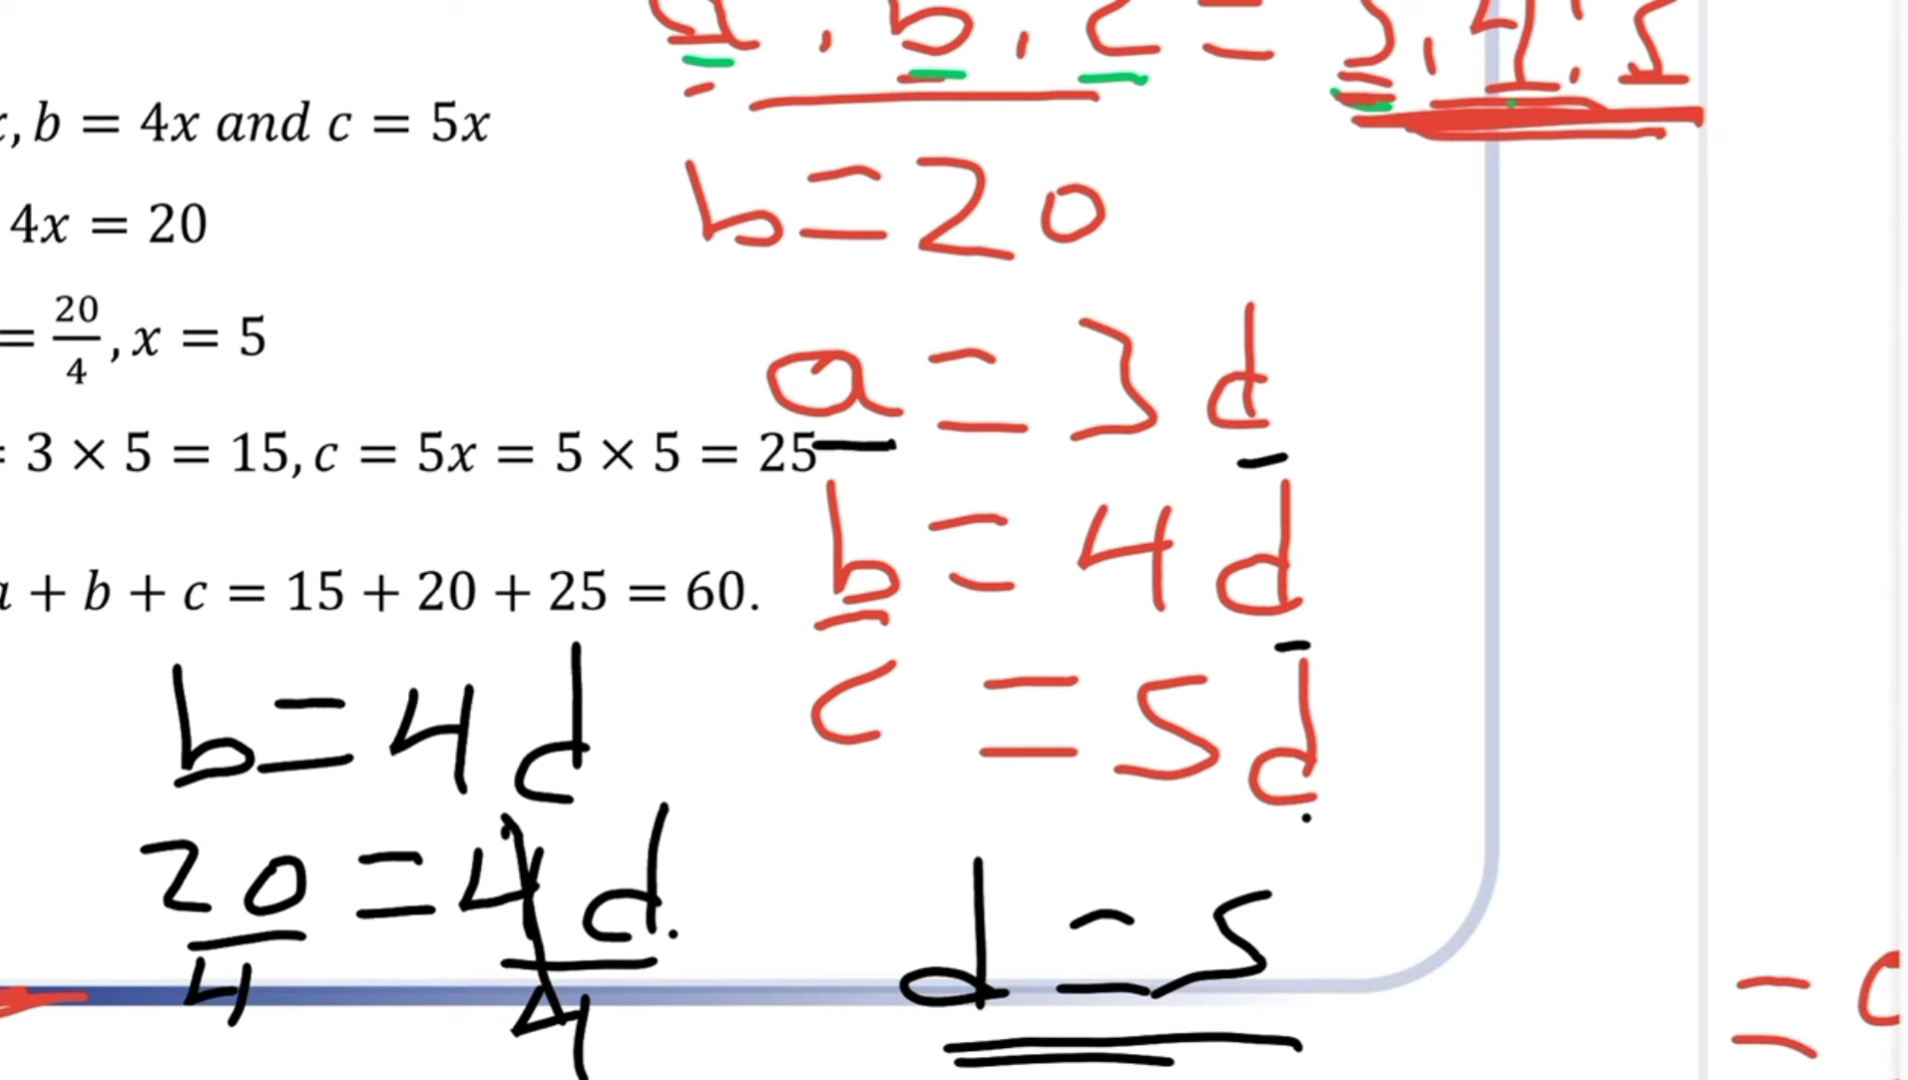 , b = 4x and c = 5x
4x = 20
= 20/4 , x = 5
= 3 × 5 = 15, c = 5x = 5 × 5 = 25
a + b + c = 15 + 20 + 25 = 60.
, b, c = 3, 4, 5
b = 20
a = 3d
b = 4d
c = 5d
b = 4d
20/4 = 4d/4
d = 5
=